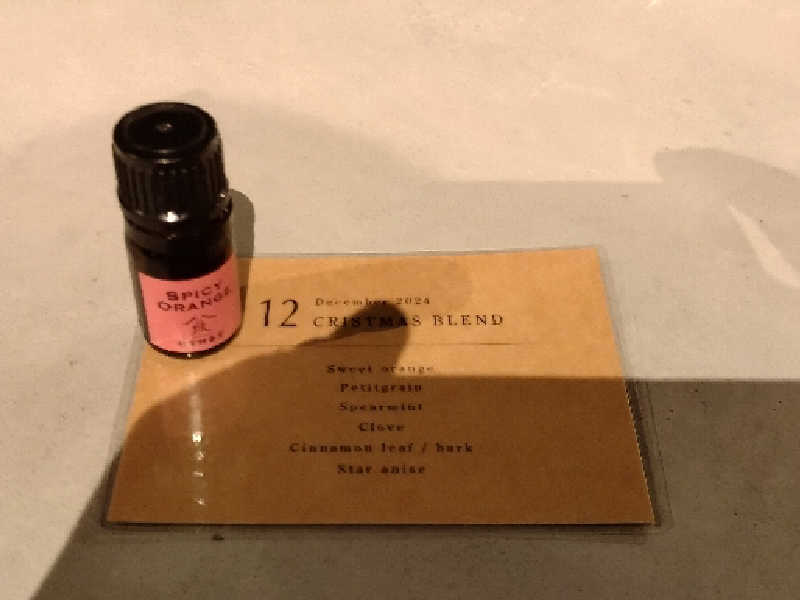 SPICY
ORANGE
12
December 2024
CRISTMAS BLEND
Sweet orange
Petitgrain
Spearmint
Clove
Cinnamon leaf / bark
Star anise